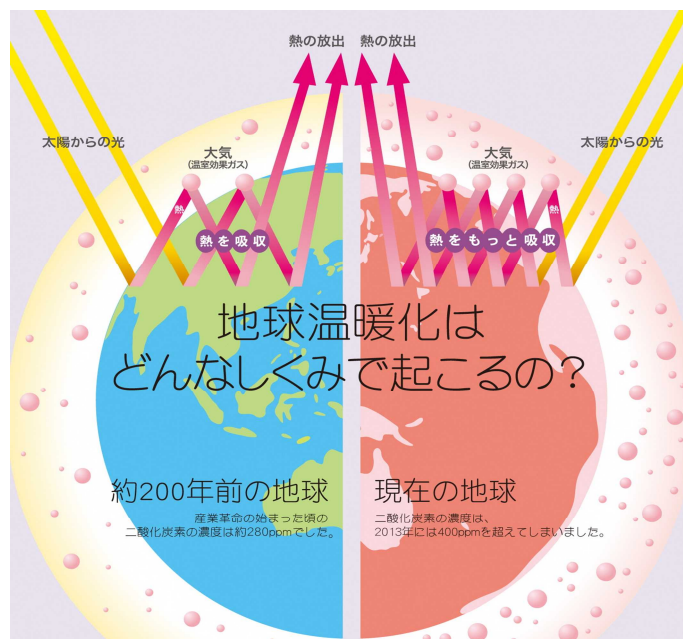 熱の放出
熱の放出
太陽からの光
大気
(温室効果ガス)
熱
熱を吸収
大気
(温室効果ガス)
太陽からの光
熱
熱をもっと吸収
地球温暖化は
どんなしくみで起こるの？
約200年前の地球
産業革命の始まった頃の
二酸化炭素の濃度は約280ppmでした。
現在の地球
二酸化炭素の濃度は、
2013年には400ppmを超えてしまいました。